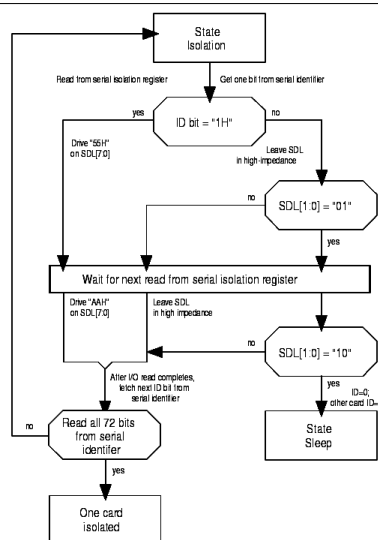 State
Isolation
Read from serial isolation register
Get one bit from serial identifier
yes
ID bit = "1H"
no
Drive "55H"
on SDL[7:0]
Leave SDL
in high-impedance
no
SDL[1:0] = "01"
yes
Wait for next read from serial isolation register
Drive "AAH"
on SDL[7:0]
Leave SDL
in high impedance
no
SDL[1:0] = "10"
After I/O read completes,
fetch next ID bit from
serial identifier
yes
ID=0;
other card ID=
no
Read all 72 bits
from serial
identifer
State
Sleep
yes
One card
isolated